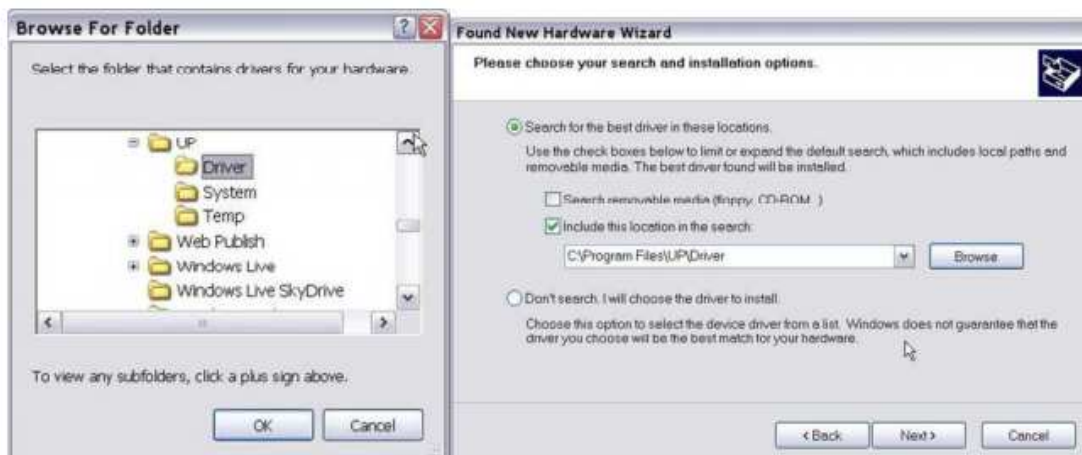 Browse For Folder
Select the folder that contains drivers for your hardware.
UP
Driver
System
Temp
Web Publish
Windows Live
Windows Live SkyDrive
To view any subfolders, click a plus sign above.
OK
Cancel
Found New Hardware Wizard
Please choose your search and installation options.
Search for the best driver in these locations.
Use the check boxes below to limit or expand the default search, which includes local paths and
removable media. The best driver found will be installed.
Search removable media (floppy, CD-ROM...)
Include this location in the search:
C:\Program Files\UP\Driver
Browse
Don't search. I will choose the driver to install.
Choose this option to select the device driver from a list. Windows does not guarantee that the
driver you choose will be the best match for your hardware.
< Back
Next >
Cancel